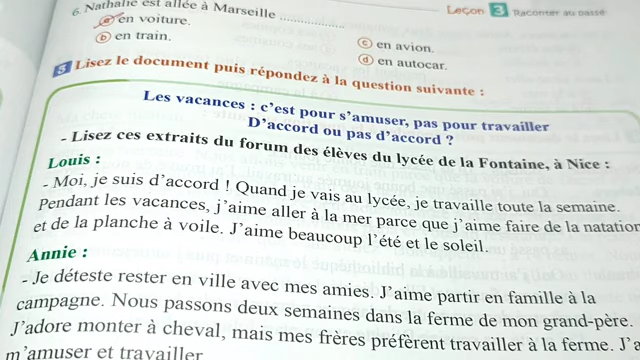 Leçon 3 Raconter au passé
6. Nathalie est allée à Marseille ....................
ⓐ en voiture.
ⓑ en train.
ⓒ en avion.
ⓓ en autocar.
3 Lisez le document puis répondez à la question suivante :
Les vacances : c'est pour s'amuser, pas pour travailler
D'accord ou pas d'accord ?
- Lisez ces extraits du forum des élèves du lycée de la Fontaine, à Nice :
Louis :
- Moi, je suis d'accord ! Quand je vais au lycée, je travaille toute la semaine.
Pendant les vacances, j'aime aller à la mer parce que j'aime faire de la natation
et de la planche à voile. J'aime beaucoup l'été et le soleil.
Annie :
- Je déteste rester en ville avec mes amies. J'aime partir en famille à la
campagne. Nous passons deux semaines dans la ferme de mon grand-père.
J'adore monter à cheval, mais mes frères préfèrent travailler à la ferme.
m'amuser et travailler